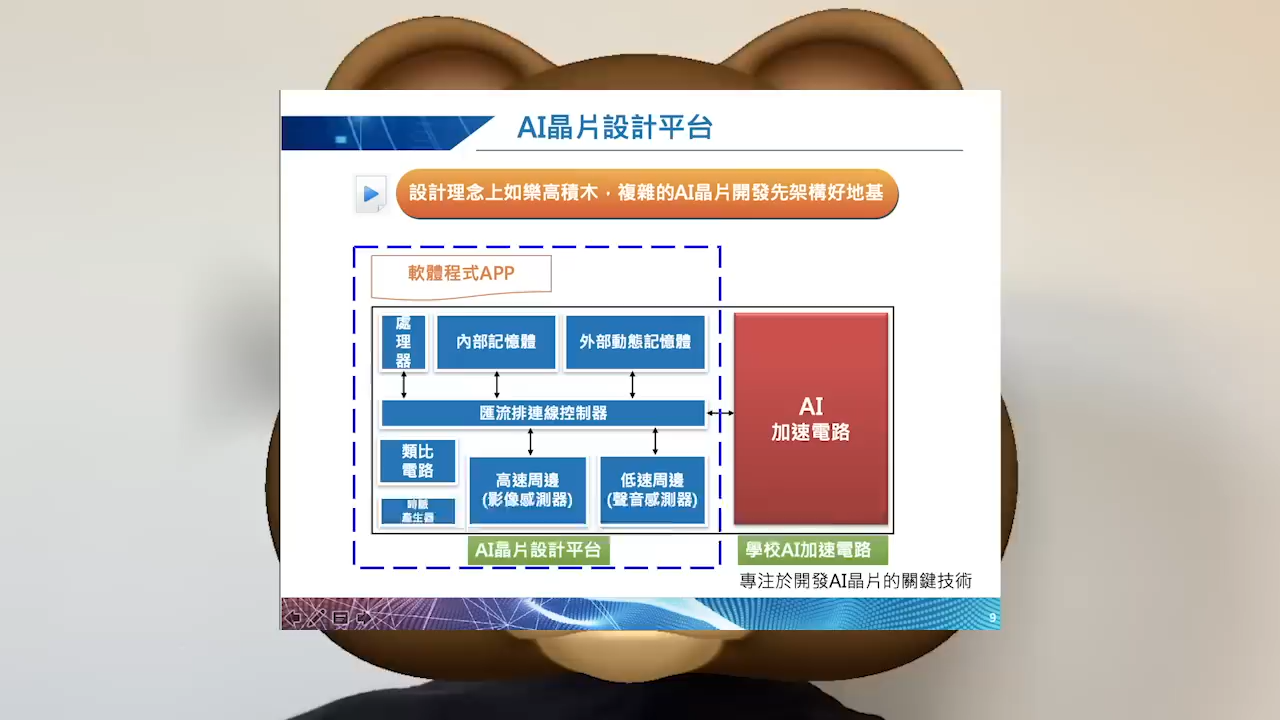 AI晶片設計平台
設計理念上如樂高積木，複雜的AI晶片開發先架構好地基
軟體程式APP
處
理
器
內部記憶體
外部動態記憶體
匯流排連線控制器
AI
加速電路
類比
電路
高速周邊
(影像感測器)
低速周邊
(聲音感測器)
時脈
產生器
AI晶片設計平台
學校AI加速電路
專注於開發AI晶片的關鍵技術
9